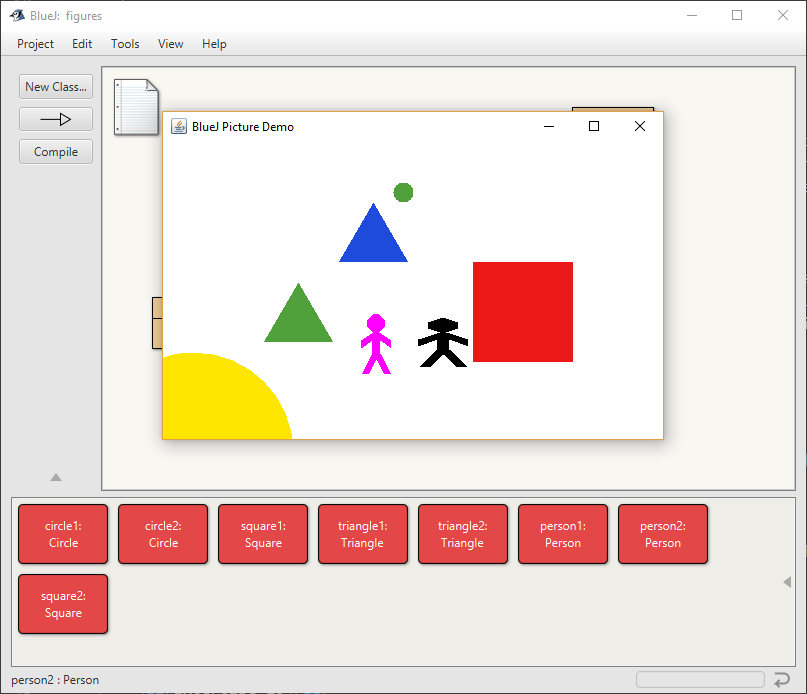 BlueJ:  figures
Project Edit Tools View Help
New Class...
Compile
BlueJ Picture Demo
circle1:
Circle
circle2:
Circle
square1:
Square
triangle1:
Triangle
triangle2:
Triangle
person1:
Person
person2:
Person
square2:
Square
person2 : Person